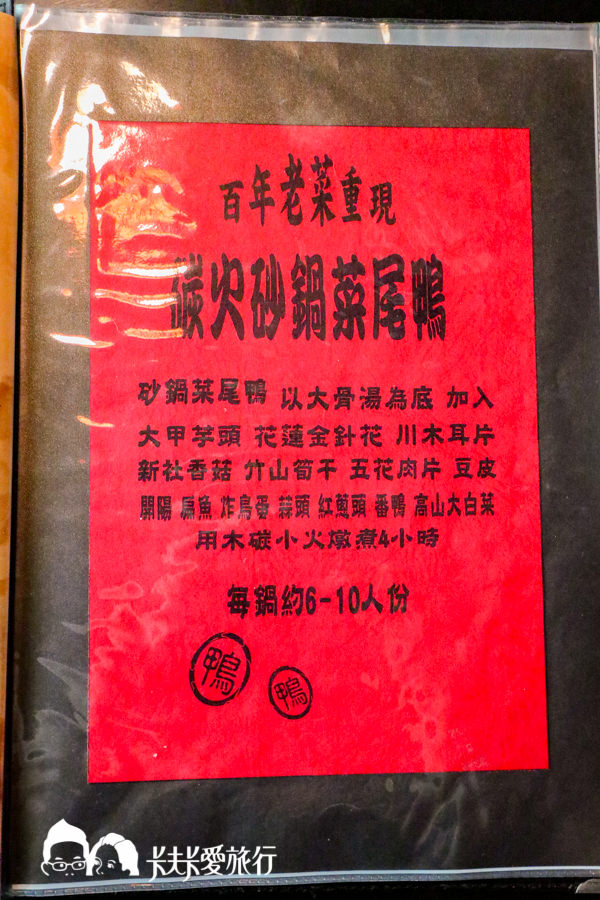 百年老菜重現
碳火砂鍋菜尾鴨
砂鍋菜尾鴨 以大骨湯為底 加入
大甲芋頭 花蓮金針花 川木耳片
新社香菇 竹山筍干 五花肉片 豆皮
開陽 扁魚 炸鳥蛋 蒜頭 紅蔥頭 番鴨 高山大白菜
用木碳小火燉煮4小時
每鍋約6-10人份
鴨
鴨
卡夫卡愛旅行